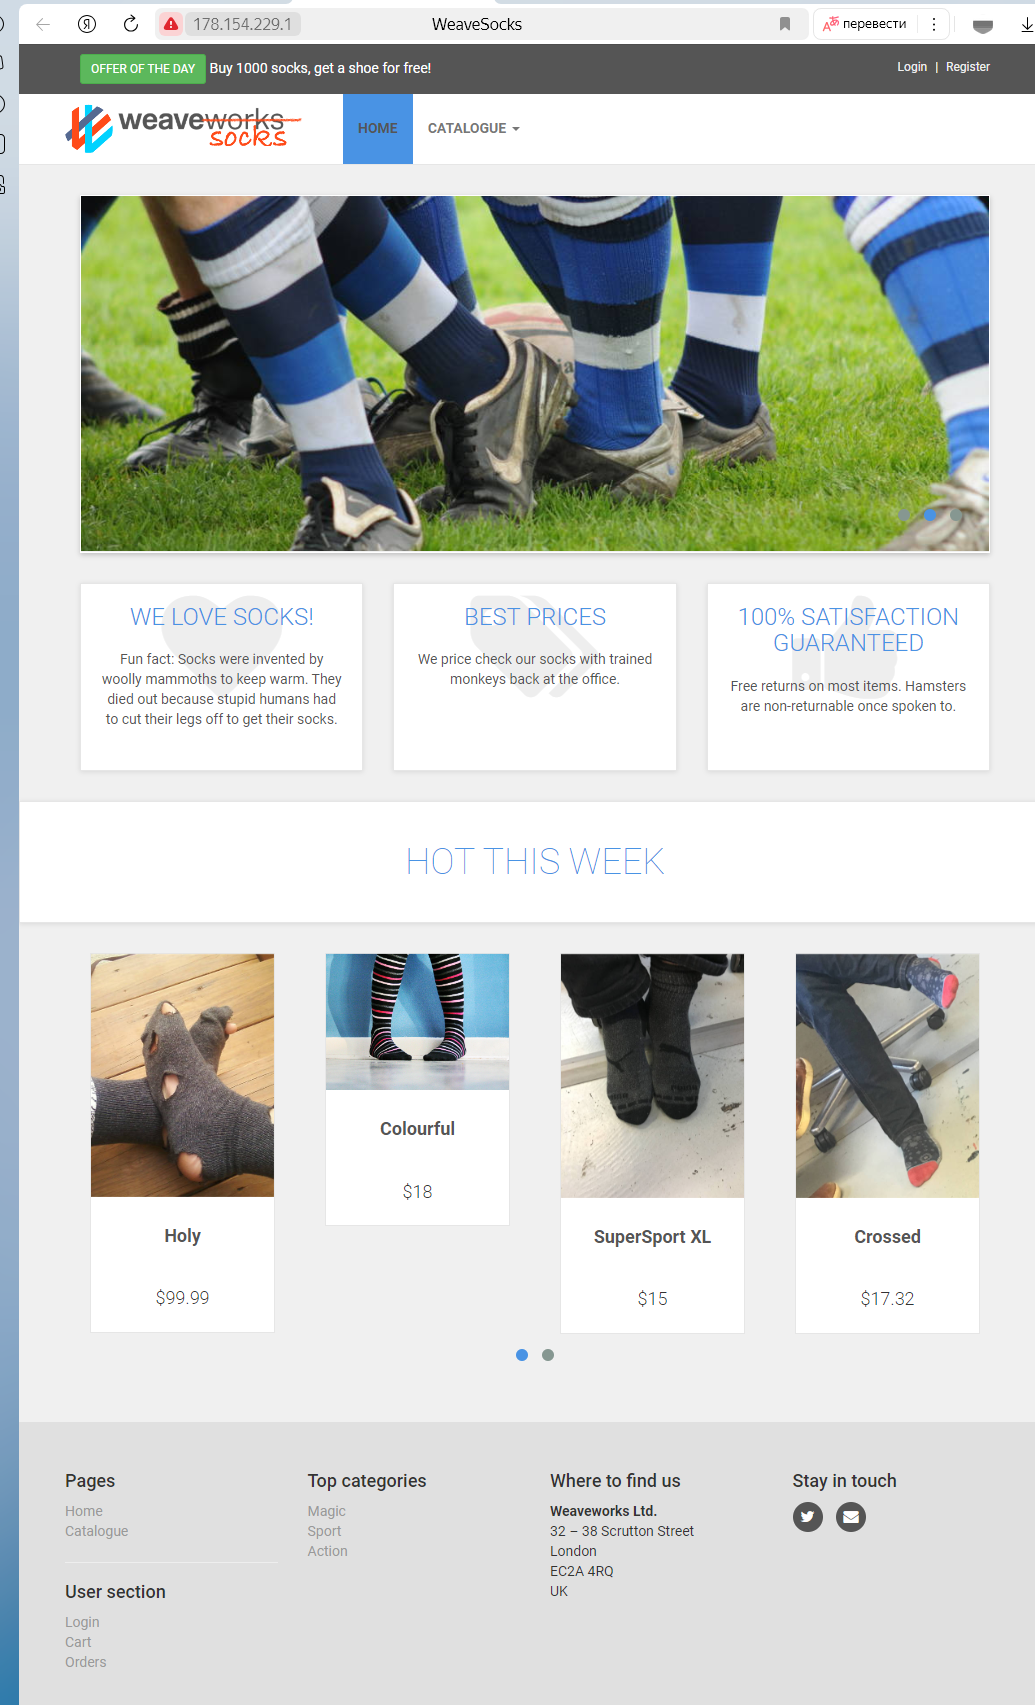 178.154.229.1
WeaveSocks
перевести
OFFER OF THE DAY Buy 1000 socks, get a shoe for free!
Login | Register
weaveworks
socks
HOME
CATALOGUE
WE LOVE SOCKS!
Fun fact: Socks were invented by
woolly mammoths to keep warm. They
died out because stupid humans had
to cut their legs off to get their socks.
BEST PRICES
We price check our socks with trained
monkeys back at the office.
100% SATISFACTION
GUARANTEED
Free returns on most items. Hamsters
are non-returnable once spoken to.
HOT THIS WEEK
Holy
$99.99
Colourful
$18
SuperSport XL
$15
Crossed
$17.32
Pages
Home
Catalogue
User section
Login
Cart
Orders
Top categories
Magic
Sport
Action
Where to find us
Weaveworks Ltd.
32 – 38 Scrutton Street
London
EC2A 4RQ
UK
Stay in touch